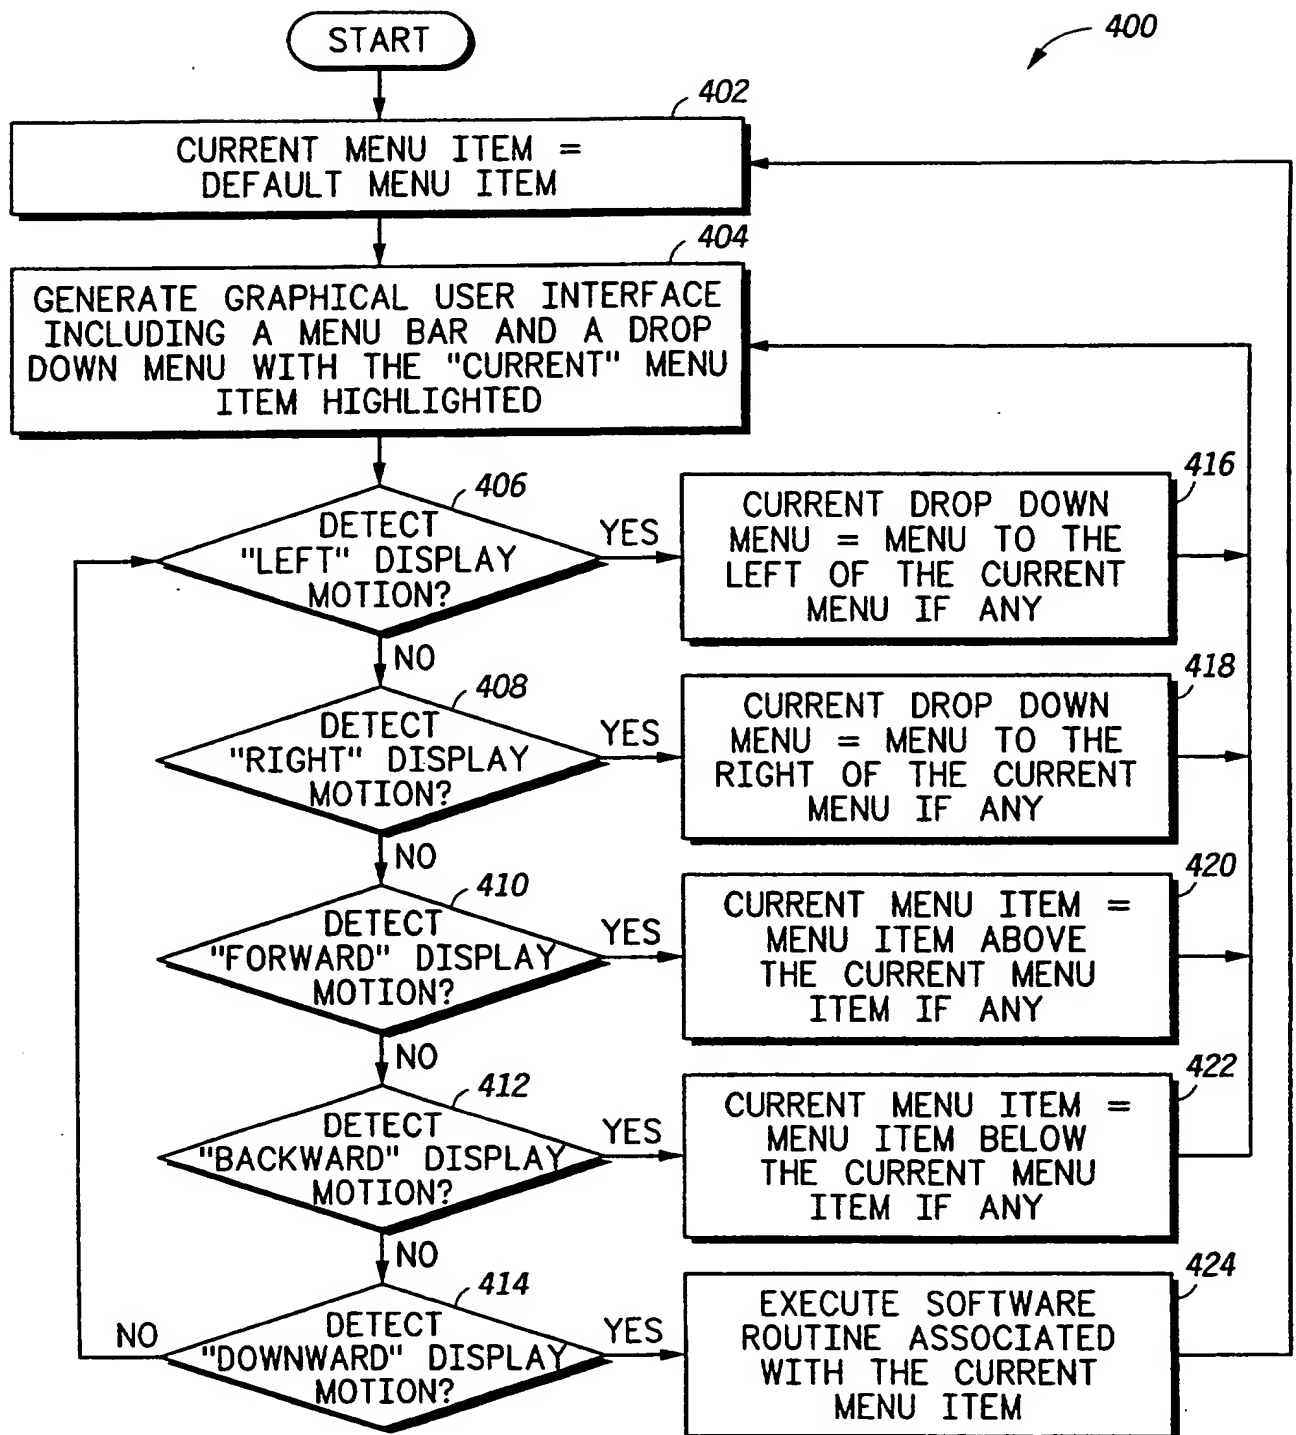 START
400
402
CURRENT MENU ITEM =
DEFAULT MENU ITEM
404
GENERATE GRAPHICAL USER INTERFACE
INCLUDING A MENU BAR AND A DROP
DOWN MENU WITH THE "CURRENT" MENU
ITEM HIGHLIGHTED
406
DETECT
"LEFT" DISPLAY
MOTION?
YES
416
CURRENT DROP DOWN
MENU = MENU TO THE
LEFT OF THE CURRENT
MENU IF ANY
NO
408
DETECT
"RIGHT" DISPLAY
MOTION?
YES
418
CURRENT DROP DOWN
MENU = MENU TO THE
RIGHT OF THE CURRENT
MENU IF ANY
NO
410
DETECT
"FORWARD" DISPLAY
MOTION?
YES
420
CURRENT MENU ITEM =
MENU ITEM ABOVE
THE CURRENT MENU
ITEM IF ANY
NO
412
DETECT
"BACKWARD" DISPLAY
MOTION?
YES
422
CURRENT MENU ITEM =
MENU ITEM BELOW
THE CURRENT MENU
ITEM IF ANY
NO
414
DETECT
"DOWNWARD" DISPLAY
MOTION?
NO
YES
424
EXECUTE SOFTWARE
ROUTINE ASSOCIATED
WITH THE CURRENT
MENU ITEM